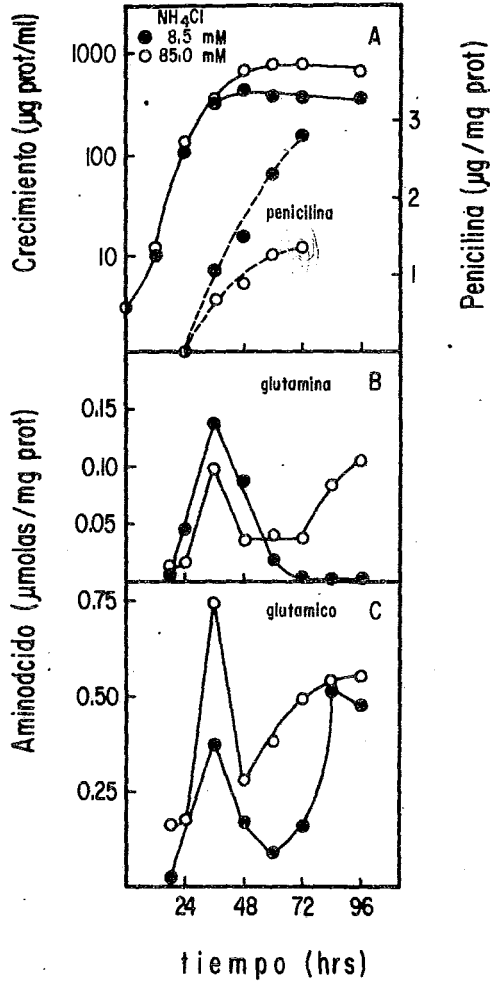 NH4Cl
● 8.5 mM
○ 85.0 mM
A
Crecimiento (µg prot/ml)
1000
100
10
Penicilina (µg/mg prot)
3
2
1
penicilina
B
glutamina
Aminoácido (µmolas/mg prot)
0.15
0.10
0.05
glutamico
C
0.75
0.50
0.25
24 48 72 96
tiempo (hrs)